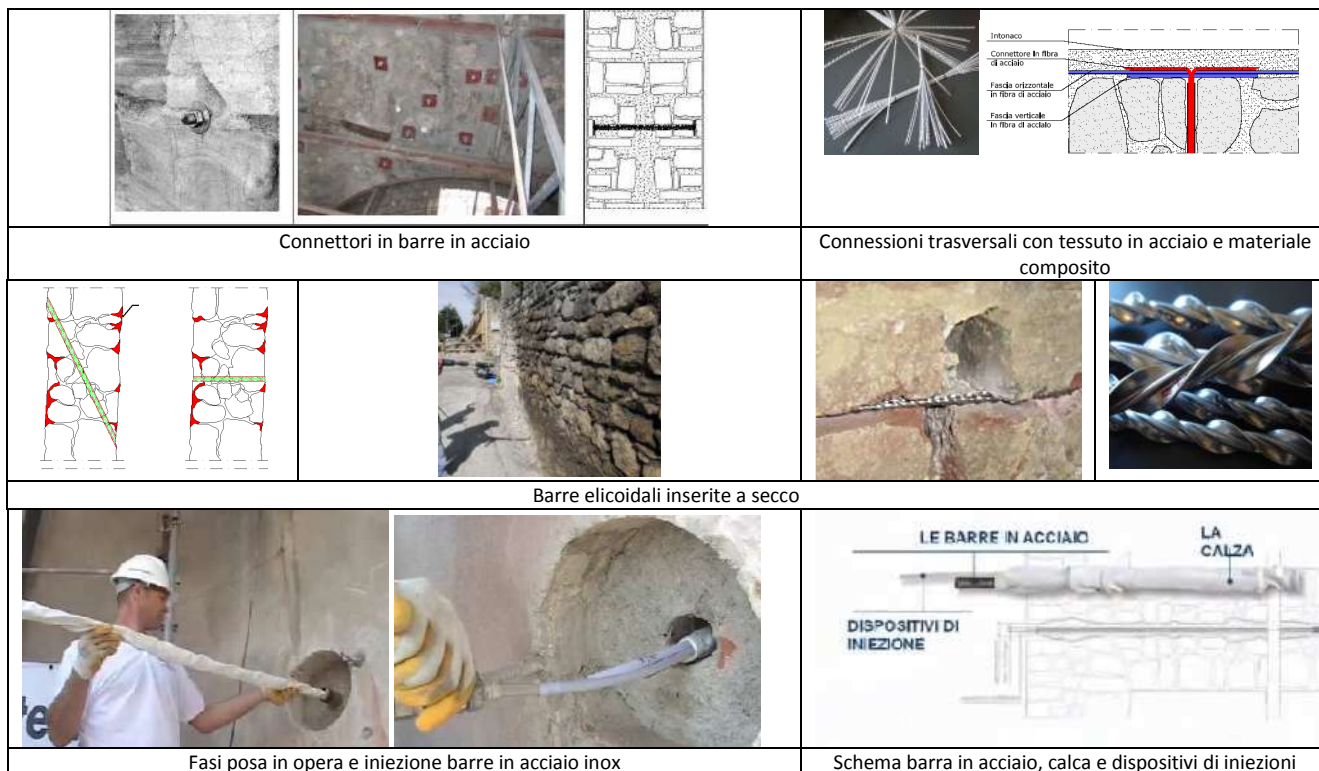 Intonaco
Connettore in fibra
di acciaio
Fascia orizzontale
in fibra di acciaio
Fascia verticale
in fibra di acciaio
Connettori in barre in acciaio
Connessioni trasversali con tessuto in acciaio e materiale
composito
Barre elicoidali inserite a secco
LE BARRE IN ACCIAIO
LA
CALZA
DISPOSITIVI DI
INIEZIONE
Fasi posa in opera e iniezione barre in acciaio inox
Schema barra in acciaio, calca e dispositivi di iniezioni